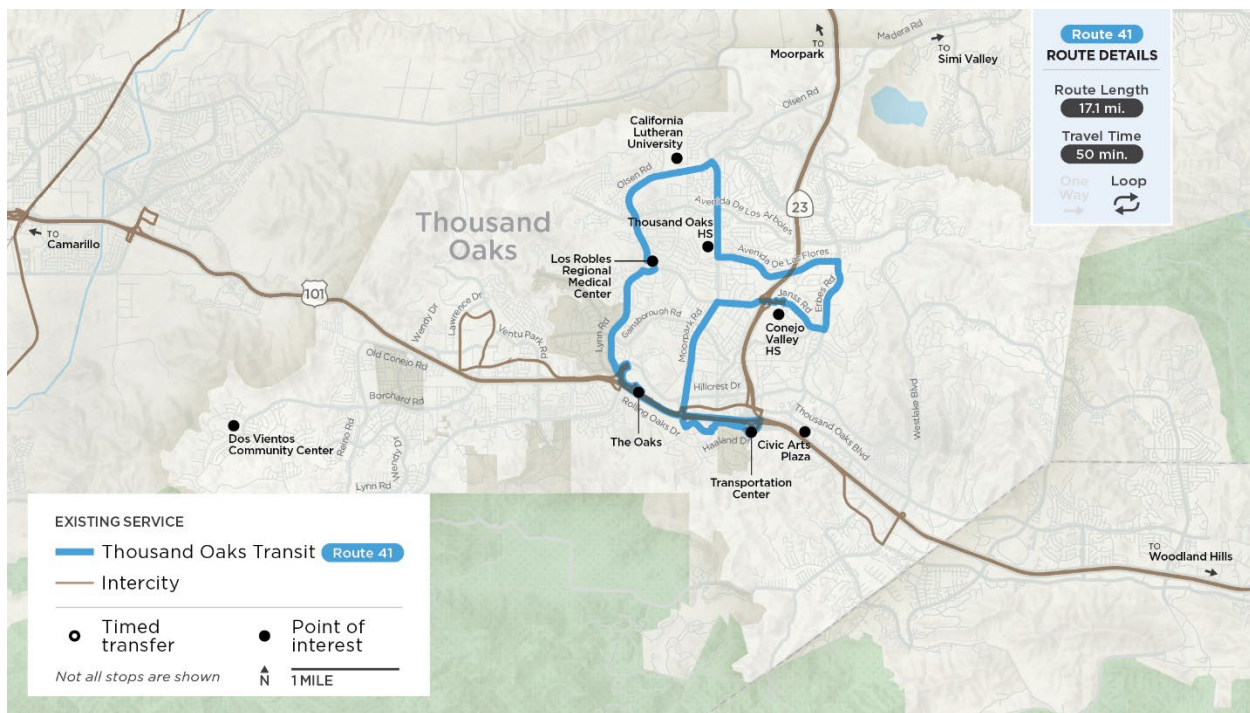 Route 41
ROUTE DETAILS
Route Length
17.1 mi.
Travel Time
50 min.
One
Way
Loop
TO
Moorpark
Madera Rd
TO
Simi Valley
Olsen Rd
California
Lutheran
University
Olsen Rd
Avenida De Los Arboles
23
Thousand
Oaks
Thousand Oaks
HS
Avenida De Las Flores
TO
Camarillo
Los Robles
Regional
Medical
Center
101
Janss Rd
Erbes Rd
Wendy Dr
Lawrence Dr
Ventu Park Rd
Lynn Rd
Gainsborough Rd
Moorpark Rd
Conejo
Valley
HS
Old Conejo Rd
Borchard Rd
Hillcrest Dr
Westlake Blvd
Rolling Oaks Dr
Thousand Oaks Blvd
Dos Vientos
Community Center
Reino Rd
Wendy Dr
The Oaks
Haaland Dr
Civic Arts
Plaza
Lynn Rd
Transportation
Center
TO
Woodland Hills
EXISTING SERVICE
Thousand Oaks Transit Route 41
Intercity
Timed
transfer
Point of
interest
Not all stops are shown
N
1 MILE